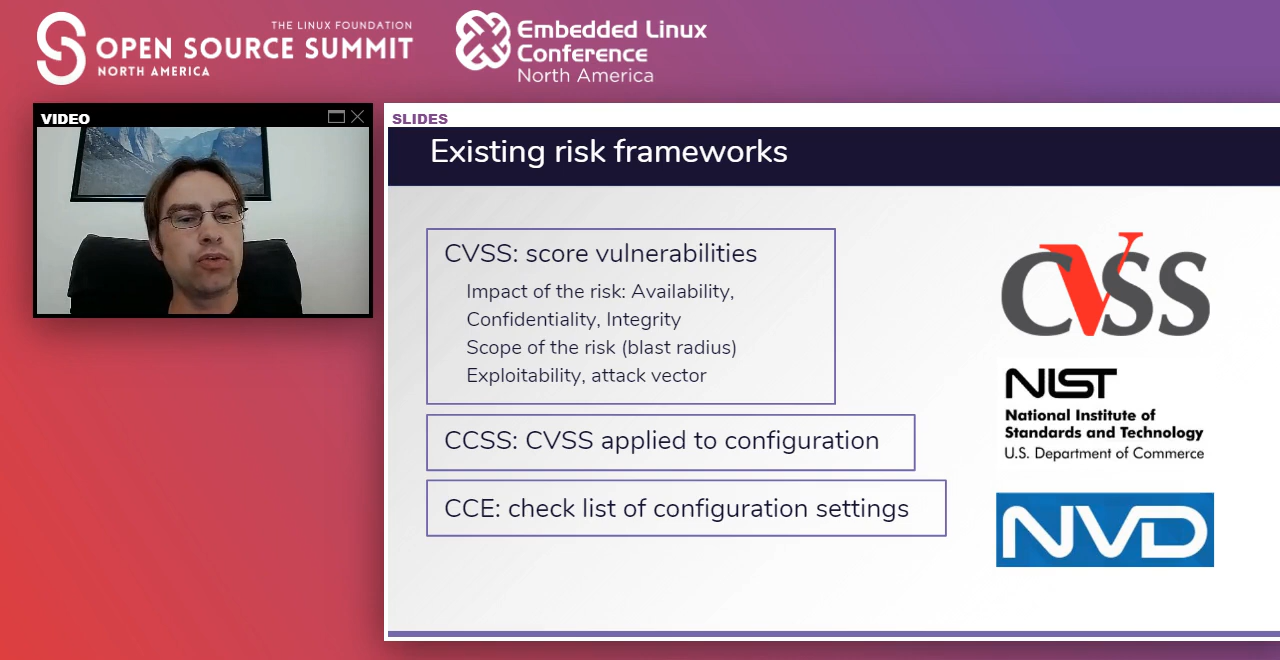 THE LINUX FOUNDATION
OPEN SOURCE SUMMIT
NORTH AMERICA
Embedded Linux
Conference
North America
VIDEO
SLIDES
Existing risk frameworks
CVSS: score vulnerabilities
Impact of the risk: Availability,
Confidentiality, Integrity
Scope of the risk (blast radius)
Exploitability, attack vector
CCSS: CVSS applied to configuration
CCE: check list of configuration settings
CVSS
NIST
National Institute of
Standards and Technology
U.S. Department of Commerce
NVD